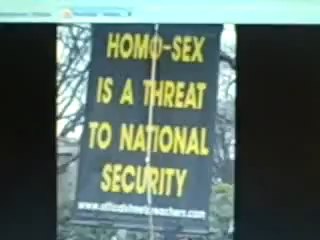 HOMO-SEX
IS A THREAT
TO NATIONAL
SECURITY
www.officialstreetpreachers.com